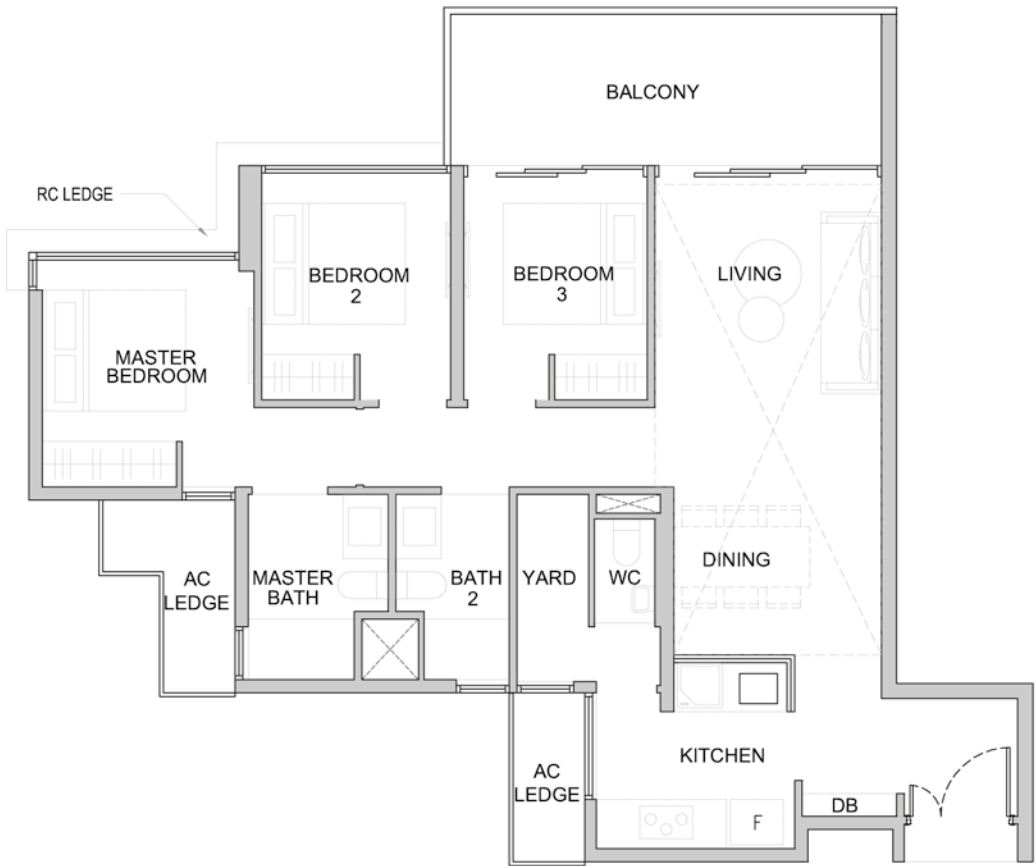 BALCONY
RC LEDGE
BEDROOM
2
BEDROOM
3
LIVING
MASTER
BEDROOM
AC
LEDGE
MASTER
BATH
BATH
2
YARD
WC
DINING
KITCHEN
AC
LEDGE
F
DB